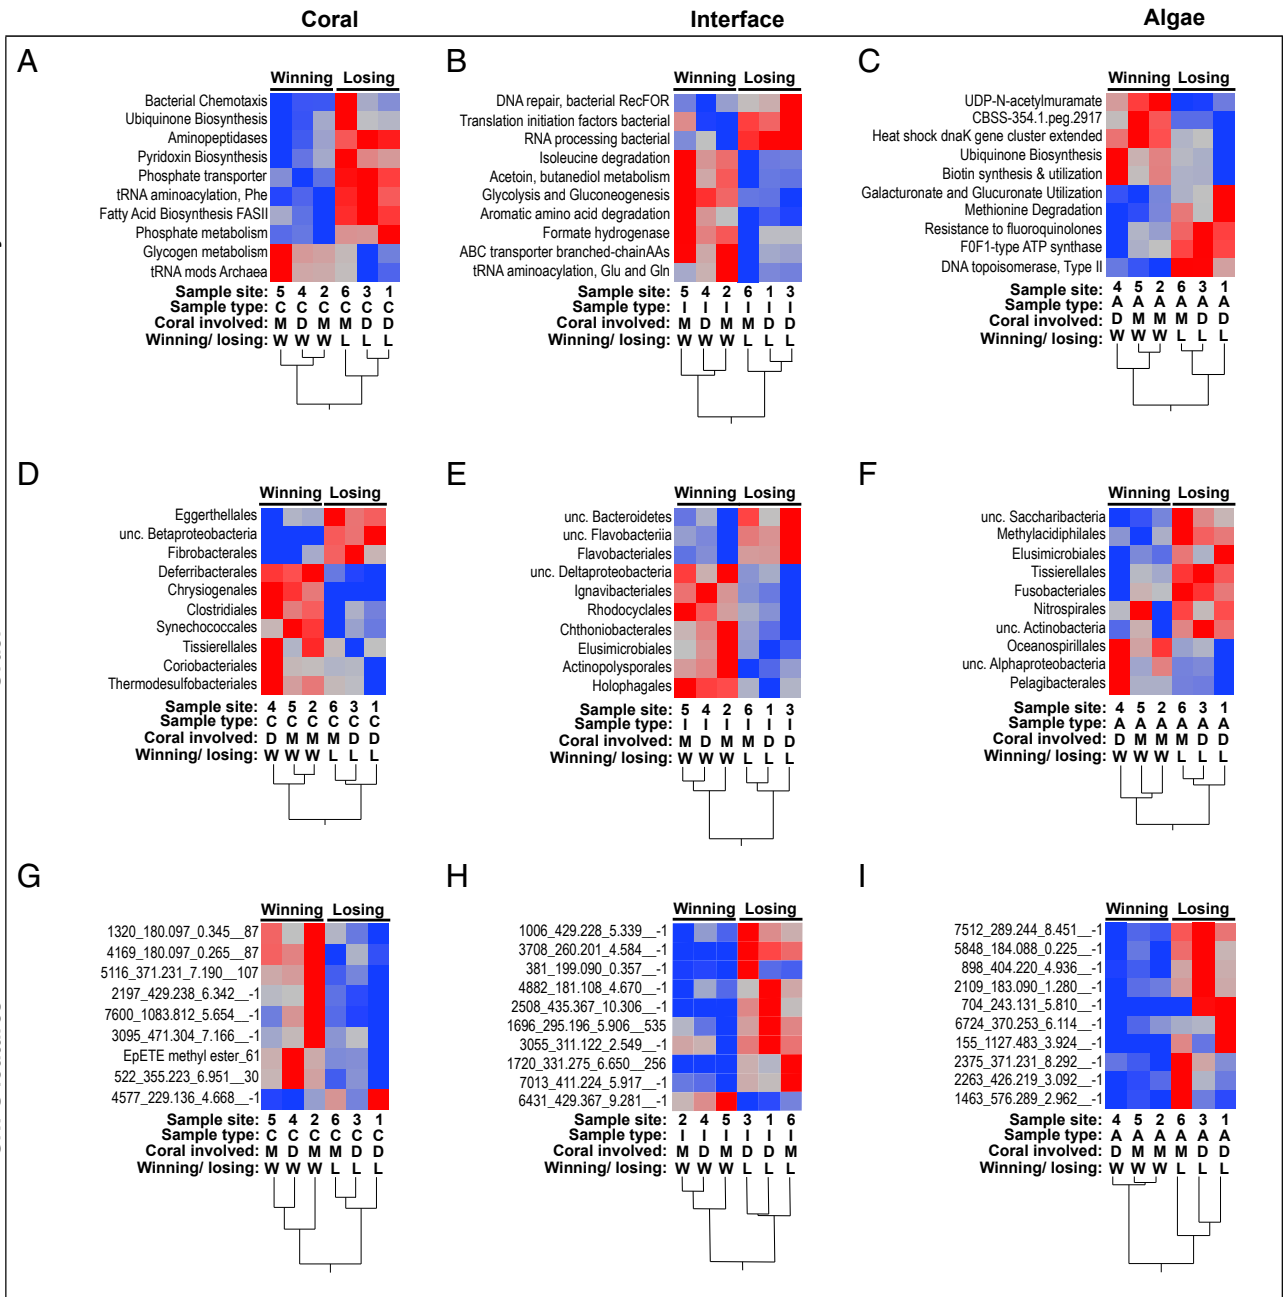 Coral Interface Algae
A B C
Winning Losing
Bacterial Chemotaxis
Ubiquinone Biosynthesis
Aminopeptidases
Pyridoxin Biosynthesis
Phosphate transporter
tRNA aminoacylation, Phe
Fatty Acid Biosynthesis FASII
Phosphate metabolism
Glycogen metabolism
tRNA mods Archaea
Sample site: 5 4 2 6 3 1
Sample type: C C C C C C
Coral involved: M D M M D D
Winning/ losing: W W W L L L
Winning Losing
DNA repair, bacterial RecFOR
Translation initiation factors bacterial
RNA processing bacterial
Isoleucine degradation
Acetoin, butanediol metabolism
Glycolysis and Gluconeogenesis
Aromatic amino acid degradation
Formate hydrogenase
ABC transporter branched-chainAAs
tRNA aminoacylation, Glu and Gln
Sample site: 5 4 2 6 1 3
Sample type: I I I I I I
Coral involved: M D M M D D
Winning/ losing: W W W L L L
Winning Losing
UDP-N-acetylmuramate
CBSS-354.1.peg.2917
Heat shock dnaK gene cluster extended
Ubiquinone Biosynthesis
Biotin synthesis & utilization
Galacturonate and Glucuronate Utilization
Methionine Degradation
Resistance to fluoroquinolones
F0F1-type ATP synthase
DNA topoisomerase, Type II
Sample site: 4 5 2 6 3 1
Sample type: A A A A A A
Coral involved: D M M M D D
Winning/ losing: W W W L L L
D E F
Winning Losing
Eggerthellales
unc. Betaproteobacteria
Fibrobacterales
Deferribacterales
Chrysiogenales
Clostridiales
Synechococcales
Tissierellales
Coriobacteriales
Thermodesulfobacteriales
Sample site: 4 5 2 6 3 1
Sample type: C C C C C C
Coral involved: D M M M D D
Winning/ losing: W W W L L L
Winning Losing
unc. Bacteroidetes
unc. Flavobacteriia
Flavobacteriales
unc. Deltaproteobacteria
Ignavibacteriales
Rhodocyclales
Chthoniobacterales
Elusimicrobiales
Actinopolysporales
Holophagales
Sample site: 5 4 2 6 1 3
Sample type: I I I I I I
Coral involved: M D M M D D
Winning/ losing: W W W L L L
Winning Losing
unc. Saccharibacteria
Methylacidiphilales
Elusimicrobiales
Tissierellales
Fusobacteriales
Nitrospirales
unc. Actinobacteria
Oceanospirillales
unc. Alphaproteobacteria
Pelagibacterales
Sample site: 4 5 2 6 3 1
Sample type: A A A A A A
Coral involved: D M M M D D
Winning/ losing: W W W L L L
G H I
Winning Losing
1320_180.097_0.345__87
4169_180.097_0.265__87
5116_371.231_7.190__107
2197_429.238_6.342__-1
7600_1083.812_5.654__-1
3095_471.304_7.166__-1
EpETE methyl ester_61
522_355.223_6.951__30
4577_229.136_4.668__-1
Sample site: 5 4 2 6 3 1
Sample type: C C C C C C
Coral involved: M D M M D D
Winning/ losing: W W W L L L
Winning Losing
1006_429.228_5.339__-1
3708_260.201_4.584__-1
381_199.090_0.357__-1
4882_181.108_4.670__-1
2508_435.367_10.306__-1
1696_295.196_5.906__535
3055_311.122_2.549__-1
1720_331.275_6.650__256
7013_411.224_5.917__-1
6431_429.367_9.281__-1
Sample site: 2 4 5 3 1 6
Sample type: I I I I I I
Coral involved: M D M D D M
Winning/ losing: W W W L L L
Winning Losing
7512_289.244_8.451__-1
5848_184.088_0.225__-1
898_404.220_4.936__-1
2109_183.090_1.280__-1
704_243.131_5.810__-1
6724_370.253_6.114__-1
155_1127.483_3.924__-1
2375_371.231_8.292__-1
2263_426.219_3.092__-1
1463_576.289_2.962__-1
Sample site: 4 5 2 6 3 1
Sample type: A A A A A A
Coral involved: D M M M D D
Winning/ losing: W W W L L L